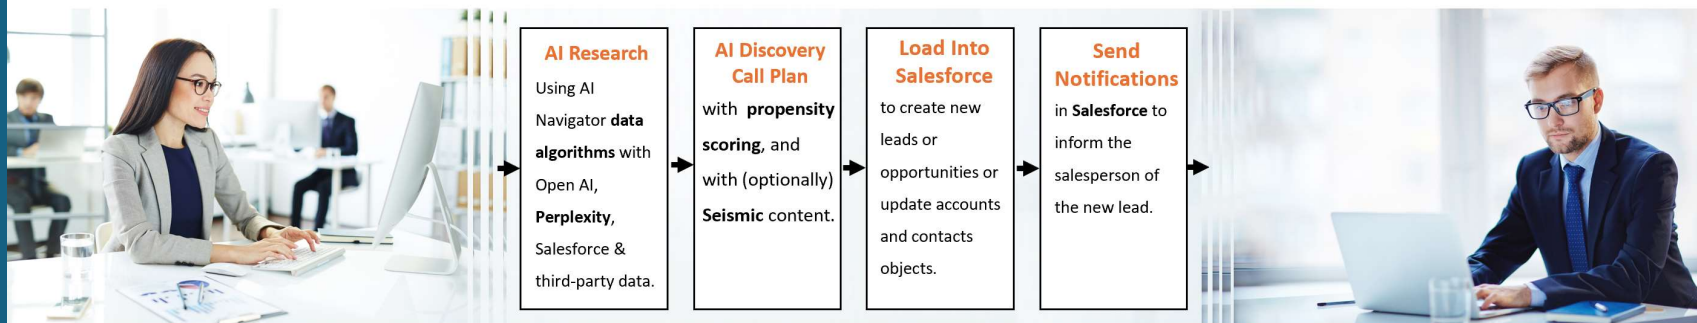 AI Research
Using AI
Navigator data
algorithms with
Open AI,
Perplexity,
Salesforce &
third-party data.
AI Discovery
Call Plan
with propensity
scoring, and
with (optionally)
Seismic content.
Load Into
Salesforce
to create new
leads or
opportunities or
update accounts
and contacts
objects.
Send
Notifications
in Salesforce to
inform the
salesperson of
the new lead.